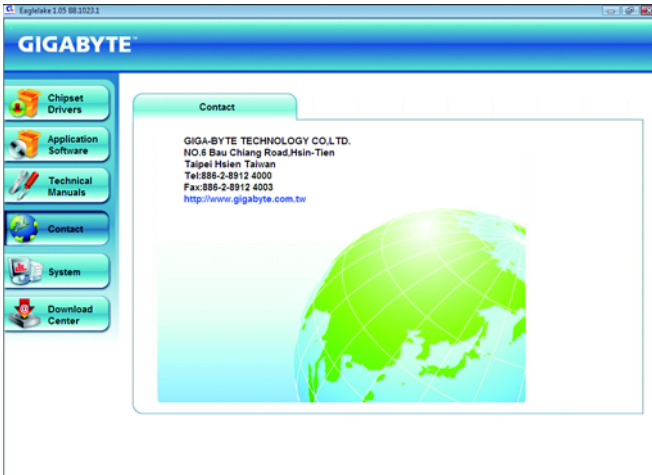 Eaglelake 1.05 B8.1023.1
GIGABYTE™
Chipset
Drivers
Application
Software
Technical
Manuals
Contact
System
Download
Center
Contact
GIGA-BYTE TECHNOLOGY CO,LTD.
NO.6 Bau Chiang Road,Hsin-Tien
Taipei Hsien Taiwan
Tel:886-2-8912 4000
Fax:886-2-8912 4003
http://www.gigabyte.com.tw